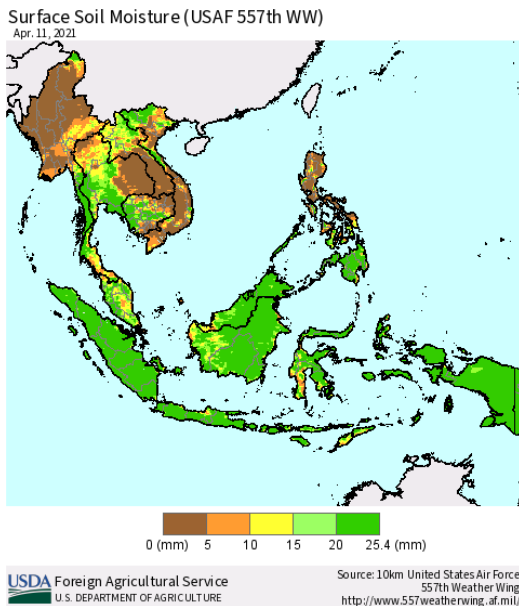 Surface Soil Moisture (USAF 557th WW)
Apr. 11, 2021
0 (mm) 5 10 15 20 25.4 (mm)
USDA Foreign Agricultural Service
U.S. DEPARTMENT OF AGRICULTURE
Source: 10km United States Air Force
557th Weather Wing
http://www.557weatherwing.af.mil/